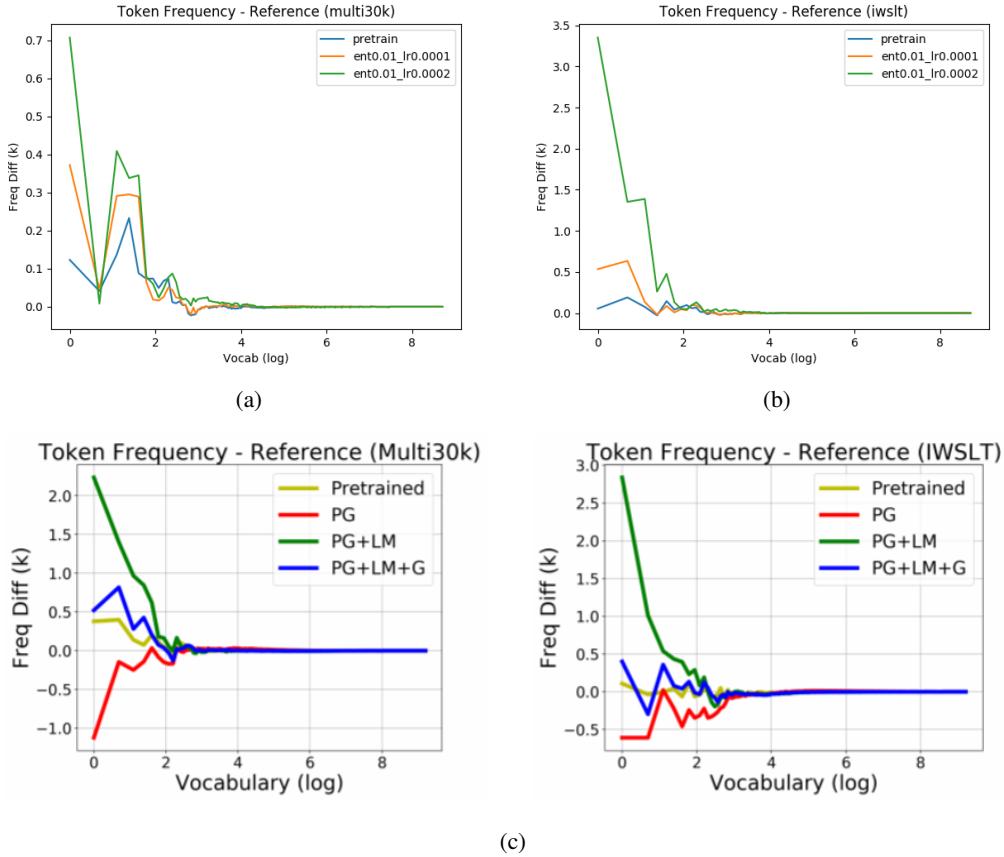 Token Frequency - Reference (multi30k)
pretrain
ent0.01_lr0.0001
ent0.01_lr0.0002
Freq Diff (k)
0.7
0.6
0.5
0.4
0.3
0.2
0.1
0.0
0 2 4 6 8
Vocab (log)
(a)
Token Frequency - Reference (iwslt)
pretrain
ent0.01_lr0.0001
ent0.01_lr0.0002
Freq Diff (k)
3.5
3.0
2.5
2.0
1.5
1.0
0.5
0.0
0 2 4 6 8
Vocab (log)
(b)
Token Frequency - Reference (Multi30k)
Pretrained
PG
PG+LM
PG+LM+G
Freq Diff (k)
2.0
1.5
1.0
0.5
0.0
−0.5
−1.0
0 2 4 6 8
Vocabulary (log)
Token Frequency - Reference (IWSLT)
Pretrained
PG
PG+LM
PG+LM+G
Freq Diff (k)
3.0
2.5
2.0
1.5
1.0
0.5
0.0
−0.5
0 2 4 6 8
Vocabulary (log)
(c)